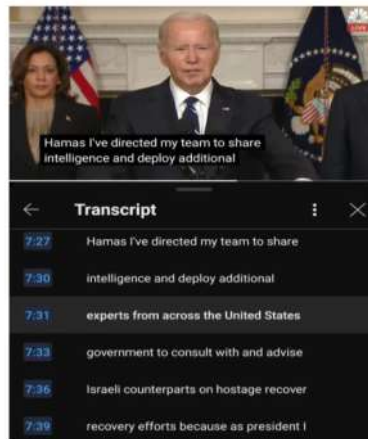 LIVE
Hamas I've directed my team to share
intelligence and deploy additional
Transcript
7:27 Hamas I've directed my team to share
7:30 intelligence and deploy additional
7:31 experts from across the United States
7:33 government to consult with and advise
7:36 Israeli counterparts on hostage recover
7:39 recovery efforts because as president I